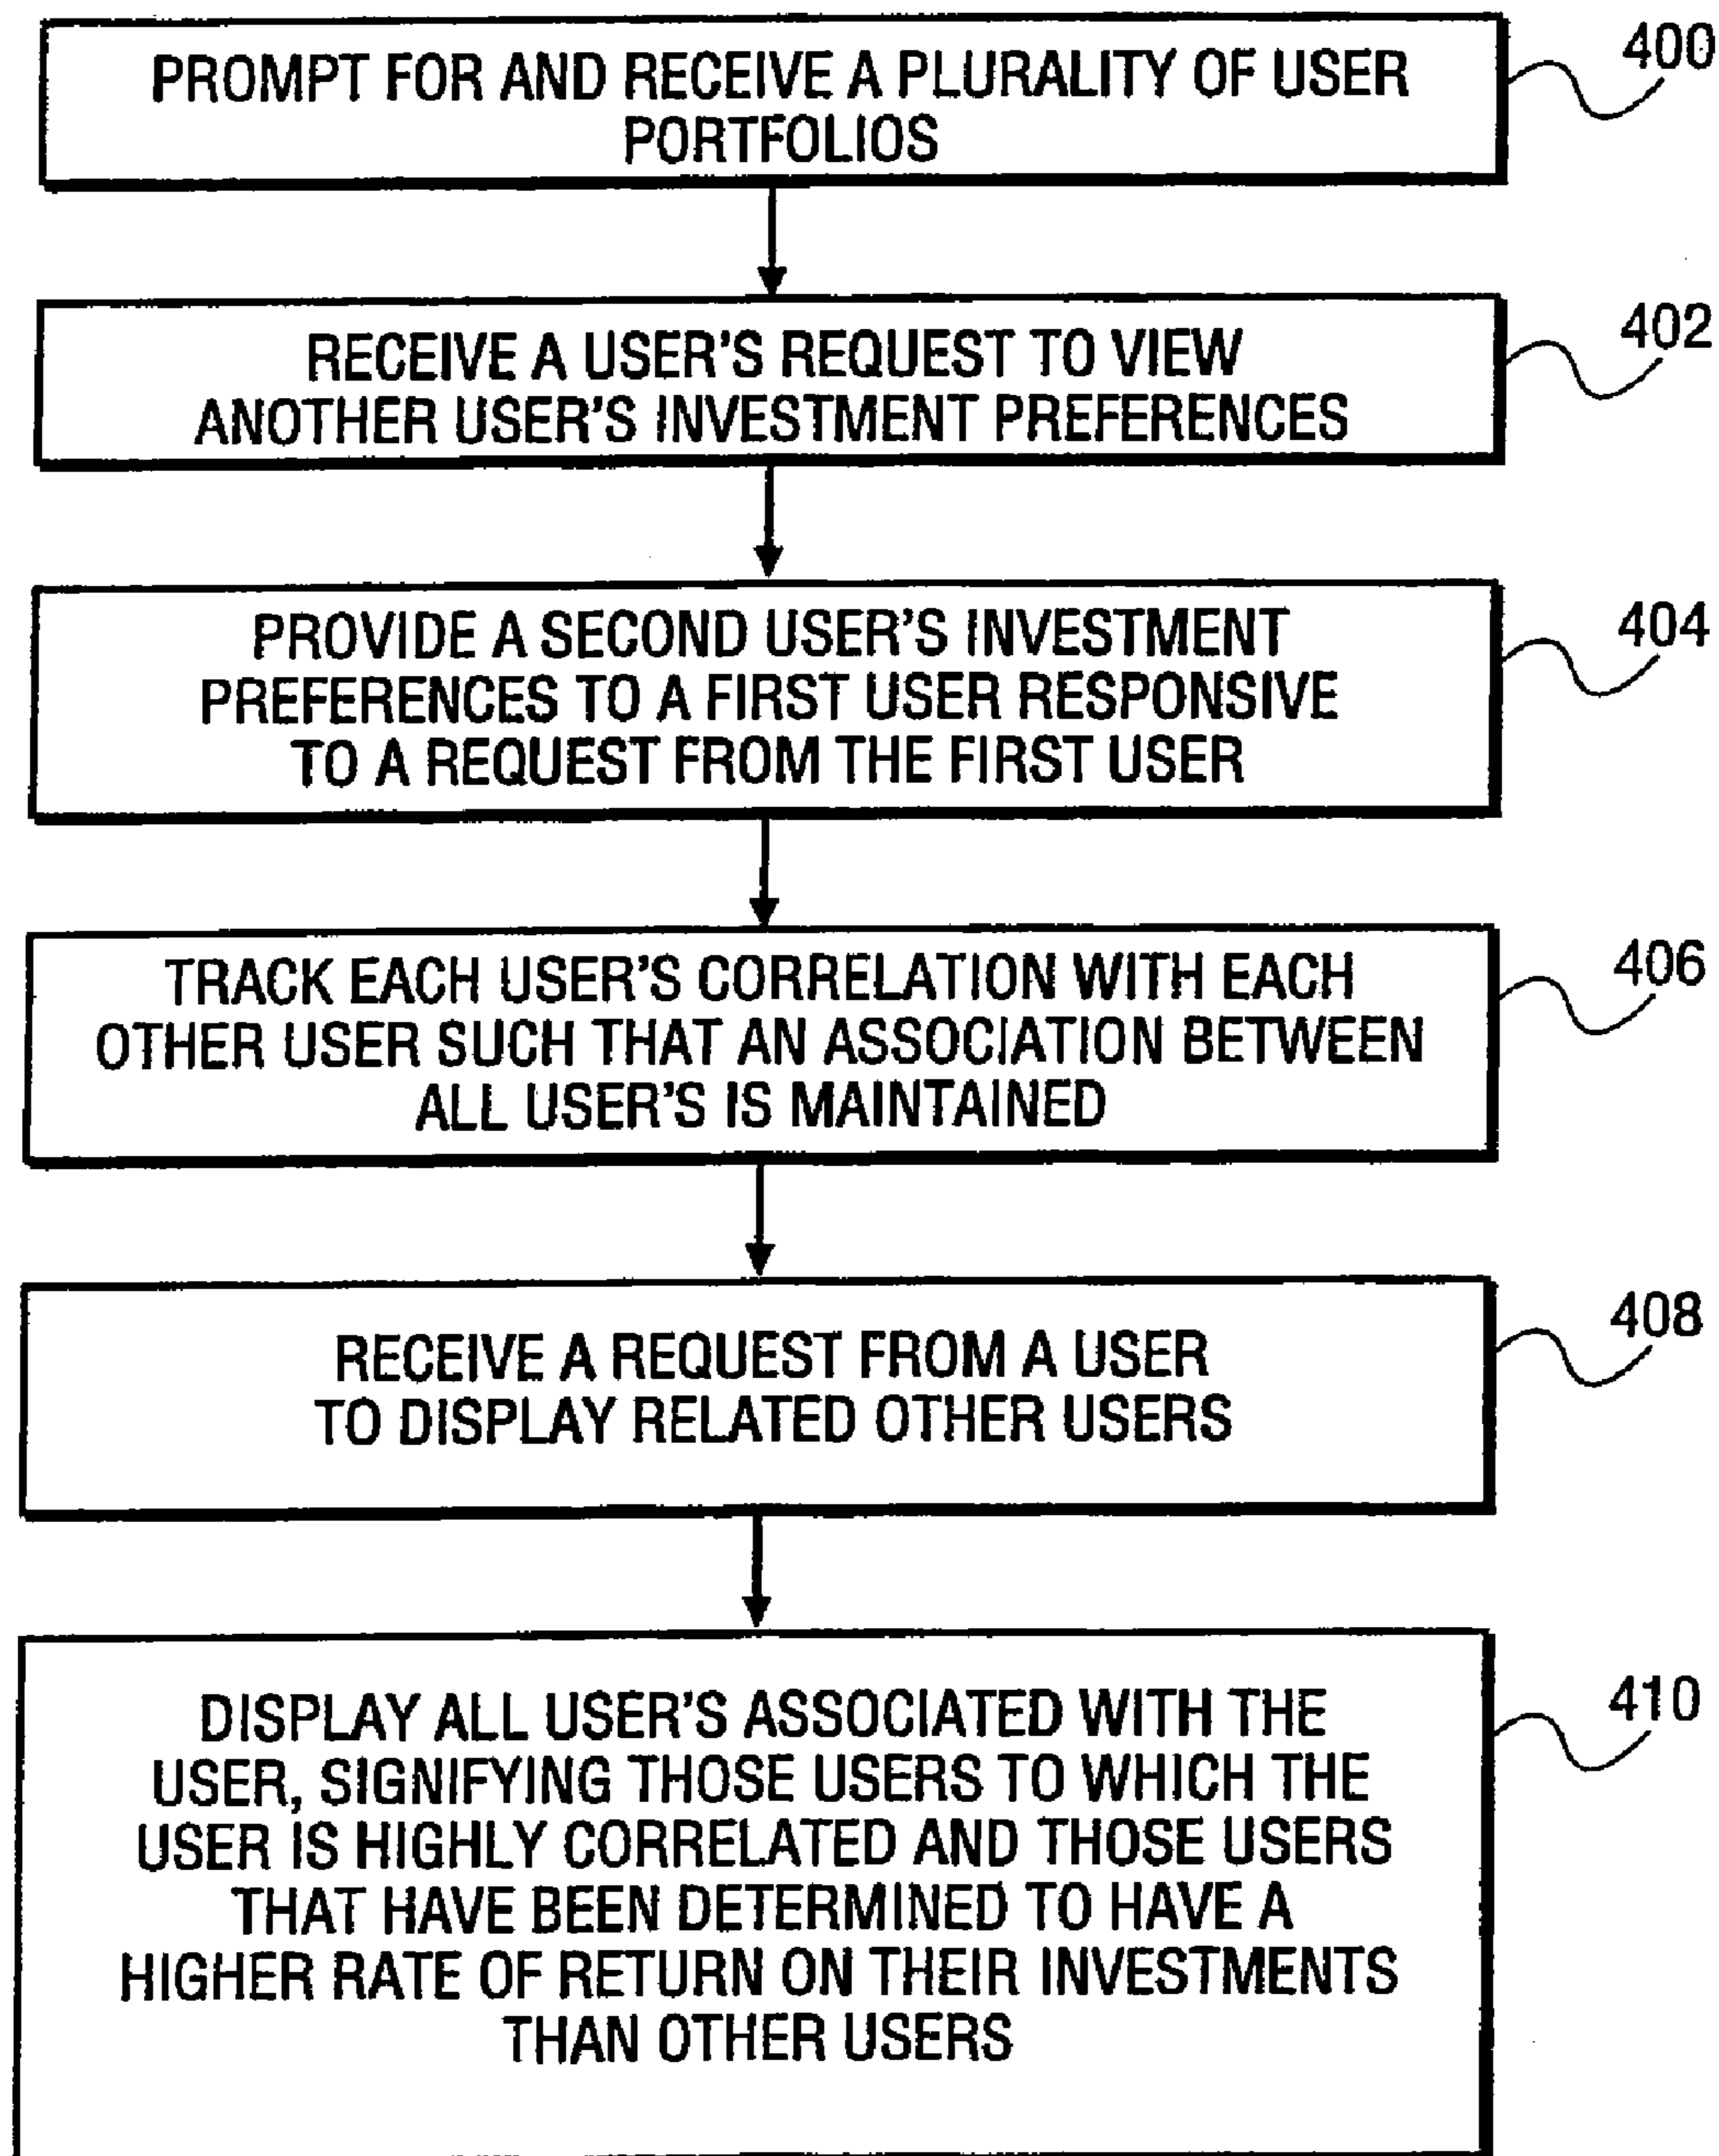 PROMPT FOR AND RECEIVE A PLURALITY OF USER
PORTFOLIOS
400
RECEIVE A USER'S REQUEST TO VIEW
ANOTHER USER'S INVESTMENT PREFERENCES
402
PROVIDE A SECOND USER'S INVESTMENT
PREFERENCES TO A FIRST USER RESPONSIVE
TO A REQUEST FROM THE FIRST USER
404
TRACK EACH USER'S CORRELATION WITH EACH
OTHER USER SUCH THAT AN ASSOCIATION BETWEEN
ALL USER'S IS MAINTAINED
406
RECEIVE A REQUEST FROM A USER
TO DISPLAY RELATED OTHER USERS
408
DISPLAY ALL USER'S ASSOCIATED WITH THE
USER, SIGNIFYING THOSE USERS TO WHICH THE
USER IS HIGHLY CORRELATED AND THOSE USERS
THAT HAVE BEEN DETERMINED TO HAVE A
HIGHER RATE OF RETURN ON THEIR INVESTMENTS
THAN OTHER USERS
410